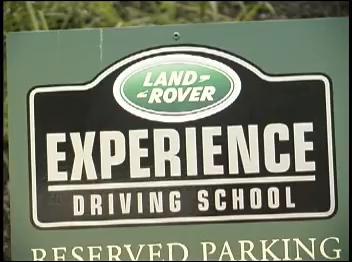 LAND-
-ROVER
EXPERIENCE
DRIVING SCHOOL
RESERVED PARKING